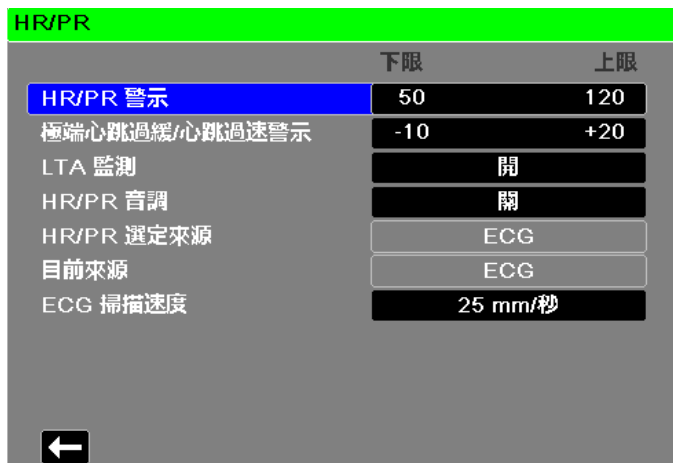 HR/PR
下限 上限
HR/PR 警示 50 120
極端心跳過緩/心跳過速警示 -10 +20
LTA 監測 開
HR/PR 音調 關
HR/PR 選定來源 ECG
目前來源 ECG
ECG 掃描速度 25 mm/秒